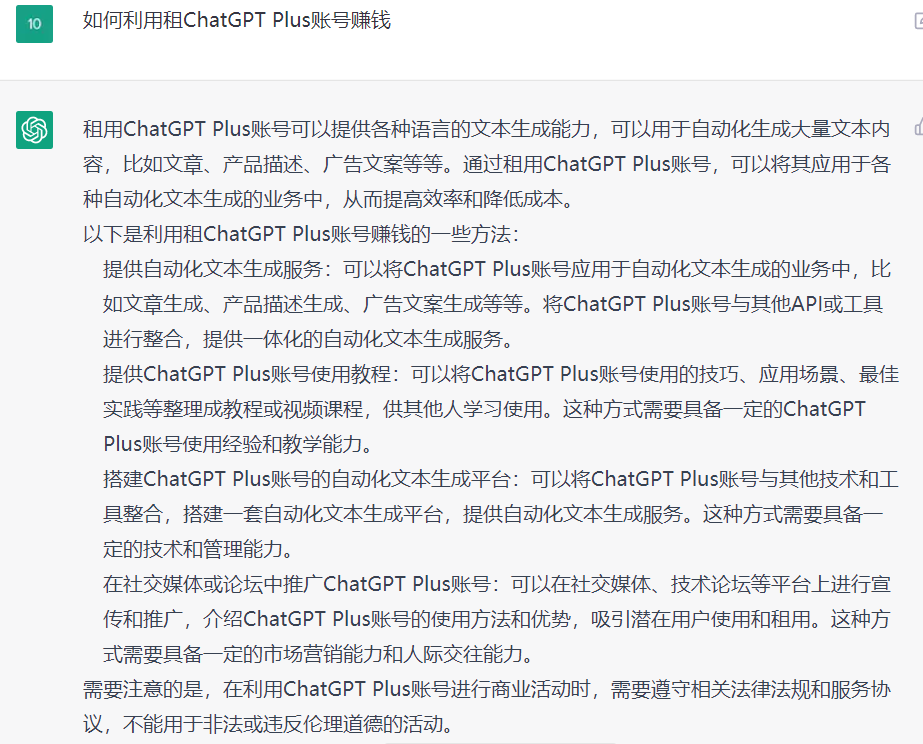 10
如何利用租ChatGPT Plus账号赚钱
租用ChatGPT Plus账号可以提供各种语言的文本生成能力，可以用于自动化生成大量文本内
容，比如文章、产品描述、广告文案等等。通过租用ChatGPT Plus账号，可以将其应用于各
种自动化文本生成的业务中，从而提高效率和降低成本。
以下是利用租ChatGPT Plus账号赚钱的一些方法：
提供自动化文本生成服务：可以将ChatGPT Plus账号应用于自动化文本生成的业务中，比
如文章生成、产品描述生成、广告文案生成等等。将ChatGPT Plus账号与其他API或工具
进行整合，提供一体化的自动化文本生成服务。
提供ChatGPT Plus账号使用教程：可以将ChatGPT Plus账号使用的技巧、应用场景、最佳
实践等整理成教程或视频课程，供其他人学习使用。这种方式需要具备一定的ChatGPT
Plus账号使用经验和教学能力。
搭建ChatGPT Plus账号的自动化文本生成平台：可以将ChatGPT Plus账号与其他技术和工
具整合，搭建一套自动化文本生成平台，提供自动化文本生成服务。这种方式需要具备一
定的技术和管理能力。
在社交媒体或论坛中推广ChatGPT Plus账号：可以在社交媒体、技术论坛等平台上进行宣
传和推广，介绍ChatGPT Plus账号的使用方法和优势，吸引潜在用户使用和租用。这种方
式需要具备一定的市场营销能力和人际交往能力。
需要注意的是，在利用ChatGPT Plus账号进行商业活动时，需要遵守相关法律法规和服务协
议，不能用于非法或违反伦理道德的活动。